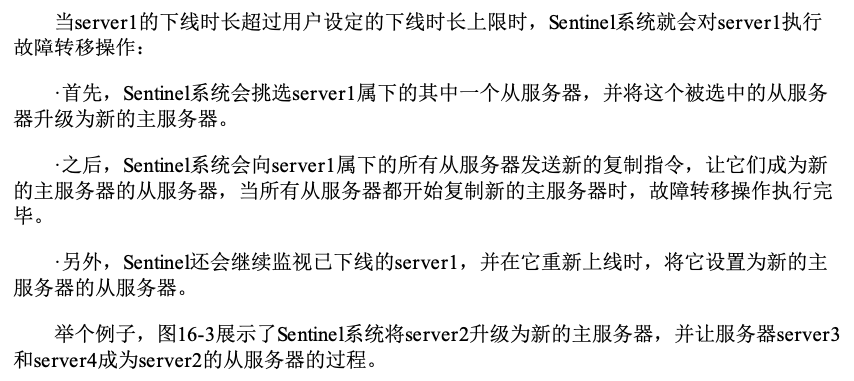 当server1的下线时长超过用户设定的下线时长上限时，Sentinel系统就会对server1执行
故障转移操作：
·首先，Sentinel系统会挑选server1属下的其中一个从服务器，并将这个被选中的从服务
器升级为新的主服务器。
·之后，Sentinel系统会向server1属下的所有从服务器发送新的复制指令，让它们成为新
的主服务器的从服务器，当所有从服务器都开始复制新的主服务器时，故障转移操作执行完
毕。
·另外，Sentinel还会继续监视已下线的server1，并在它重新上线时，将它设置为新的主
服务器的从服务器。
举个例子，图16-3展示了Sentinel系统将server2升级为新的主服务器，并让服务器server3
和server4成为server2的从服务器的过程。